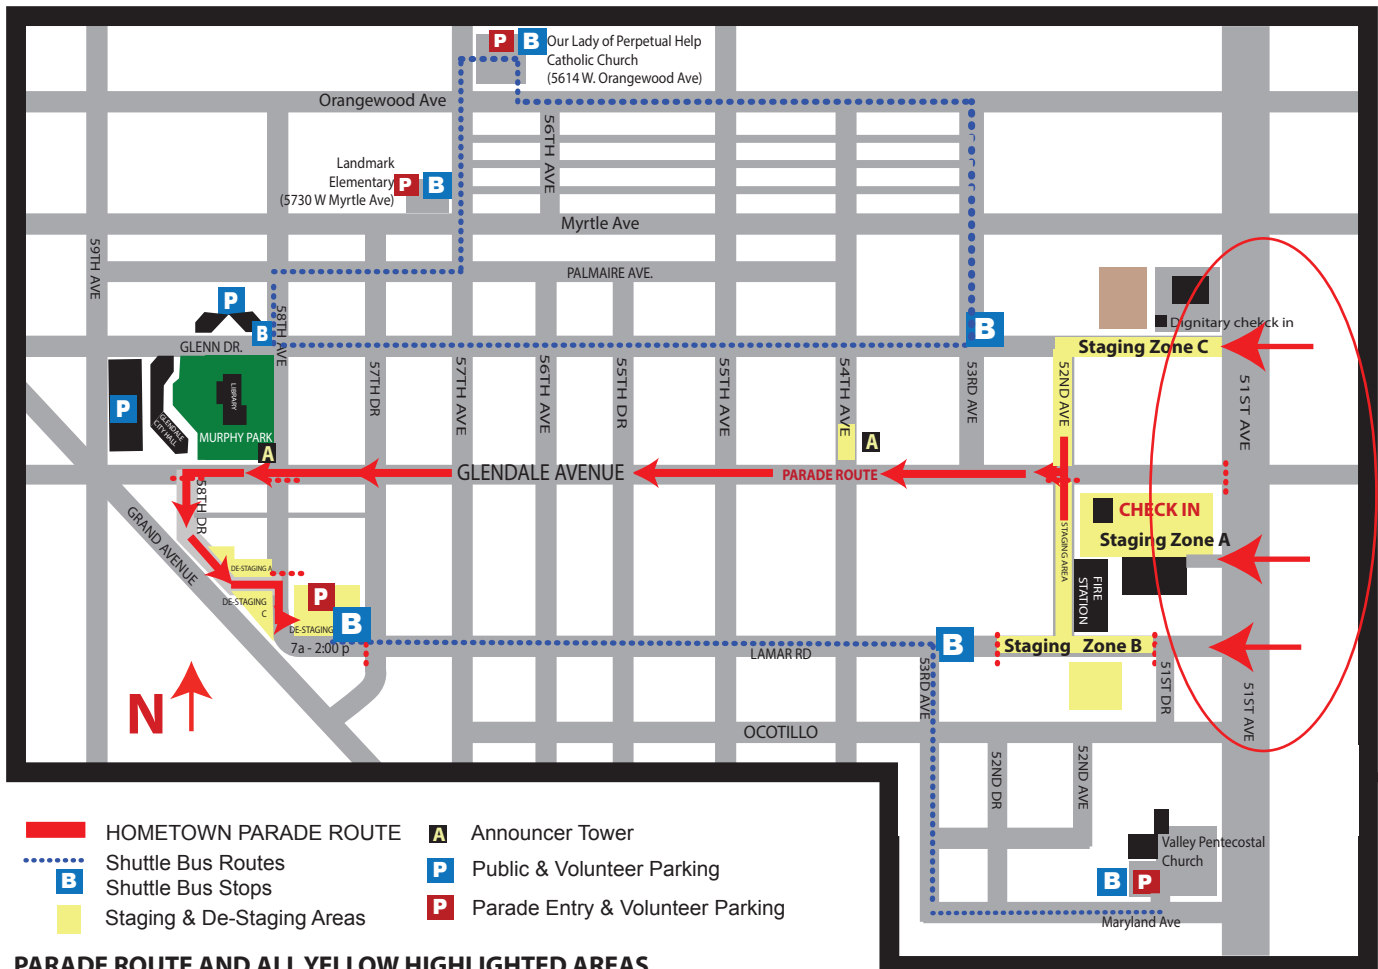 P
B
Our Lady of Perpetual Help
Catholic Church
(5614 W. Orangewood Ave)
Orangewood Ave
56TH AVE
Landmark
Elementary
(5730 W Myrtle Ave)
P
B
Myrtle Ave
59TH AVE
PALMAIRE AVE.
P
B
58TH AVE
GLENN DR.
B
Dignitary chekck in
Staging Zone C
P
GLENDALE
CITY HALL
LIBRARY
MURPHY PARK
A
57TH DR
57TH AVE
56TH AVE
55TH DR
55TH AVE
54TH AVE
A
53RD AVE
52ND AVE
51ST AVE
GLENDALE AVENUE
PARADE ROUTE
58TH DR
GRAND AVENUE
CHECK IN
Staging Zone A
STAGING AREA
FIRE
STATION
DE-STAGING A
DE-STAGING
C
P
DE-STAGING
B
7a - 2:00 p
LAMAR RD
B
Staging Zone B
53RD AVE
51ST DR
51ST AVE
N
OCOTILLO
52ND DR
52ND AVE
Valley Pentecostal
Church
B
P
Maryland Ave
HOMETOWN PARADE ROUTE
Shuttle Bus Routes
B
Shuttle Bus Stops
Staging & De-Staging Areas
A
Announcer Tower
P
Public & Volunteer Parking
P
Parade Entry & Volunteer Parking
PARADE ROUTE AND ALL YELLOW HIGHLIGHTED AREAS